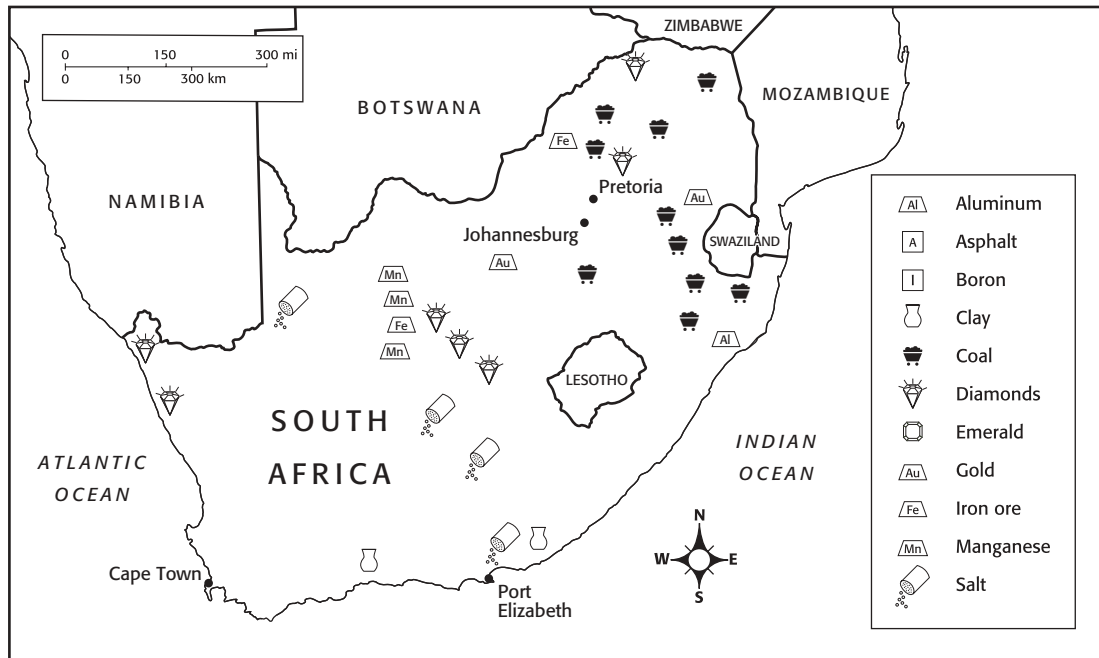 ZIMBABWE
0 150 300 mi
0 150 300 km
BOTSWANA
MOZAMBIQUE
NAMIBIA
Fe
Pretoria
Au
Johannesburg
SWAZILAND
Au
Mn
Mn
Fe
Mn
Al
LESOTHO
SOUTH
AFRICA
ATLANTIC
OCEAN
INDIAN
OCEAN
Cape Town
Port
Elizabeth
N
W E
S
Al Aluminum
A Asphalt
I Boron
Clay
Coal
Diamonds
Emerald
Au Gold
Fe Iron ore
Mn Manganese
Salt